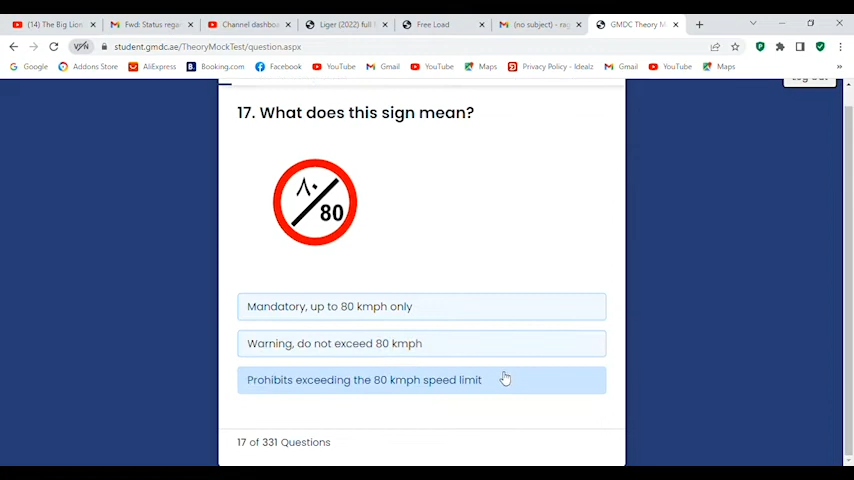 (14) The Big Lion
Fwd: Status regar
Channel dashboa
Liger (2022) full
Free Load
(no subject) - rag
GMDC Theory M
VPN
student.gmdc.ae/TheoryMockTest/question.aspx
Google
Addons Store
AliExpress
Booking.com
Facebook
YouTube
Gmail
YouTube
Maps
Privacy Policy - Idealz
Gmail
YouTube
Maps
17. What does this sign mean?
٨٠
80
Mandatory, up to 80 kmph only
Warning, do not exceed 80 kmph
Prohibits exceeding the 80 kmph speed limit
17 of 331 Questions